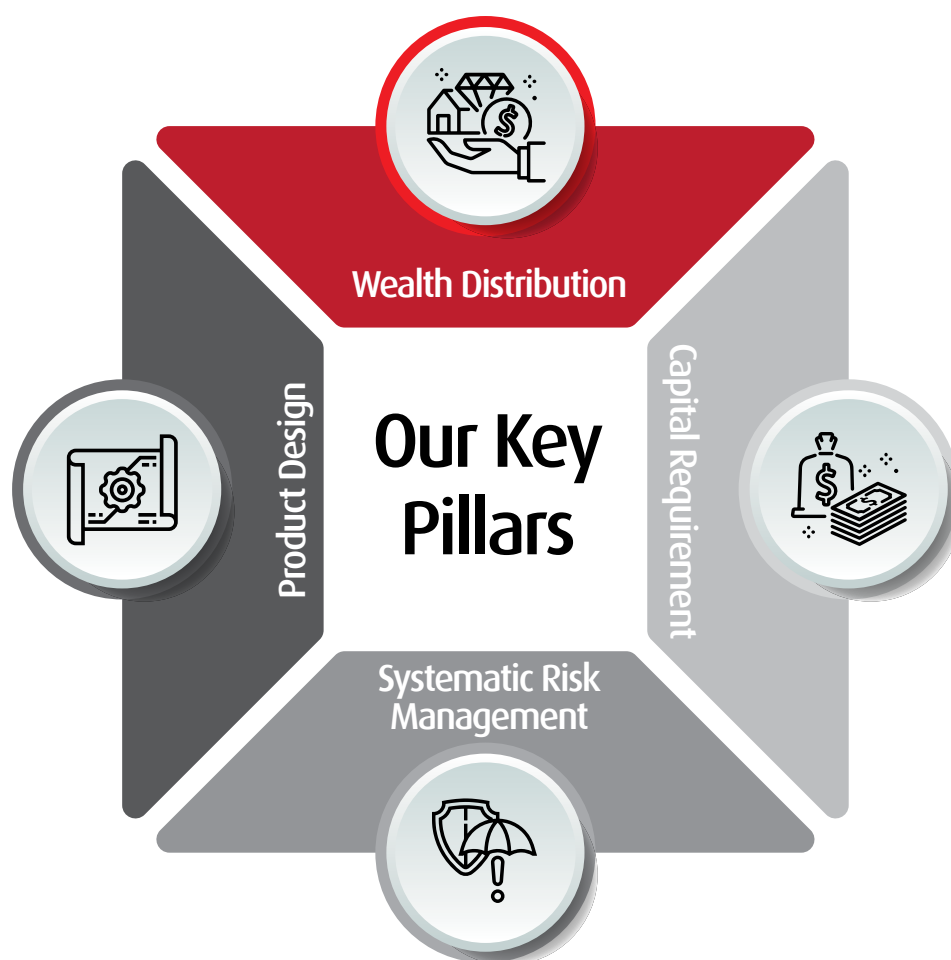 Wealth Distribution
Product Design
Our Key
Pillars
Capital Requirement
Systematic Risk
Management